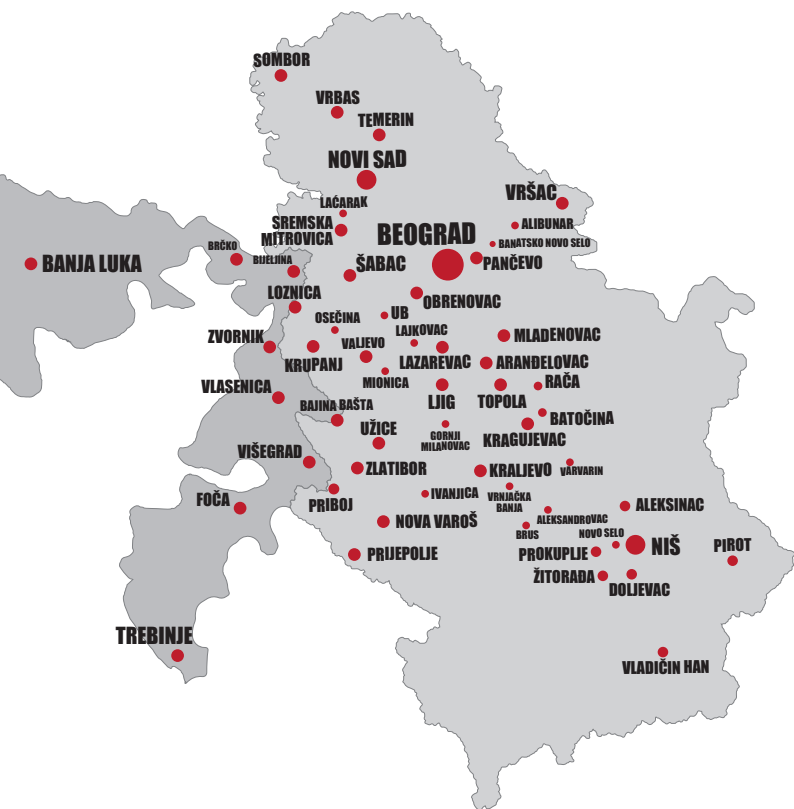 SOMBOR
VRBAS
TEMERIN
NOVI SAD
VRŠAC
LAĆARAK
SREMSKA
MITROVICA
ALIBUNAR
BEOGRAD
BANATSKO NOVO SELO
BRČKO
BIJELJINA
BANJA LUKA
ŠABAC
PANČEVO
LOZNICA
OBRENOVAC
OSEČINA
UB
ZVORNIK
VALJEVO
LAJKOVAC
MLADENOVAC
KRUPANJ
LAZAREVAC
ARANĐELOVAC
MIONICA
VLASENICA
RAČA
LJIG
TOPOLA
BAJINA BAŠTA
BATOČINA
UŽICE
GORNJI
MILANOVAC
KRAGUJEVAC
VIŠEGRAD
ZLATIBOR
KRALJEVO
VARVARIN
FOČA
PRIBOJ
IVANJICA
VRNJAČKA
BANJA
ALEKSINAC
NOVA VAROŠ
ALEKSANDROVAC
BRUS
NOVO SELO
PRIJEPOLJE
PROKUPLJE
NIŠ
PIROT
ŽITORAĐA
DOLJEVAC
TREBINJE
VLADIČIN HAN